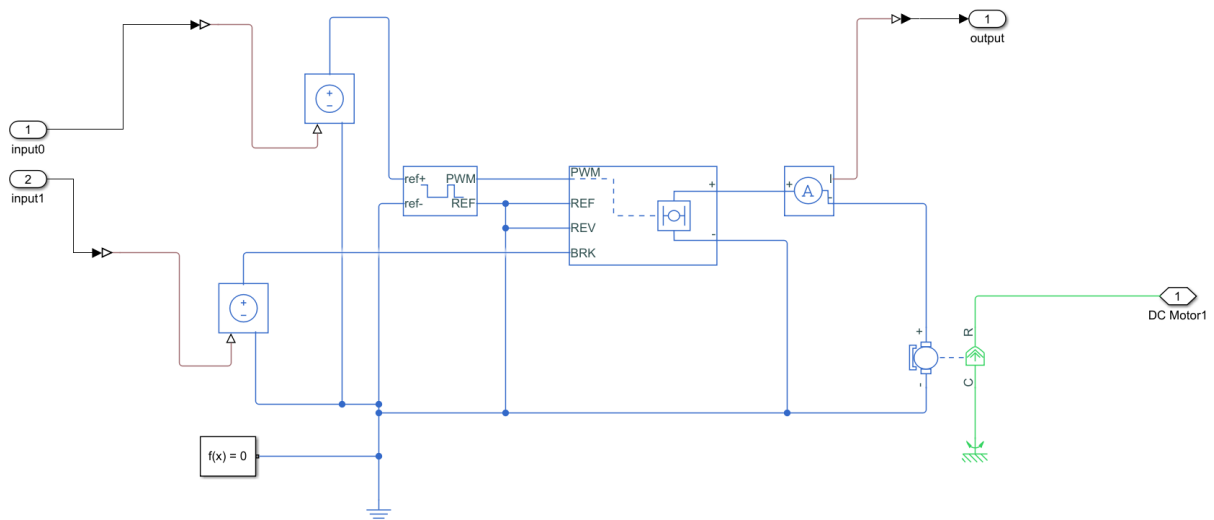 1
output
1
input0
2
input1
ref+
PWM
ref-
REF
PWM
REF
REV
BRK
+
-
+
A
I
-
+
-
+
-
+
-
R
C
1
DC Motor1
f(x) = 0